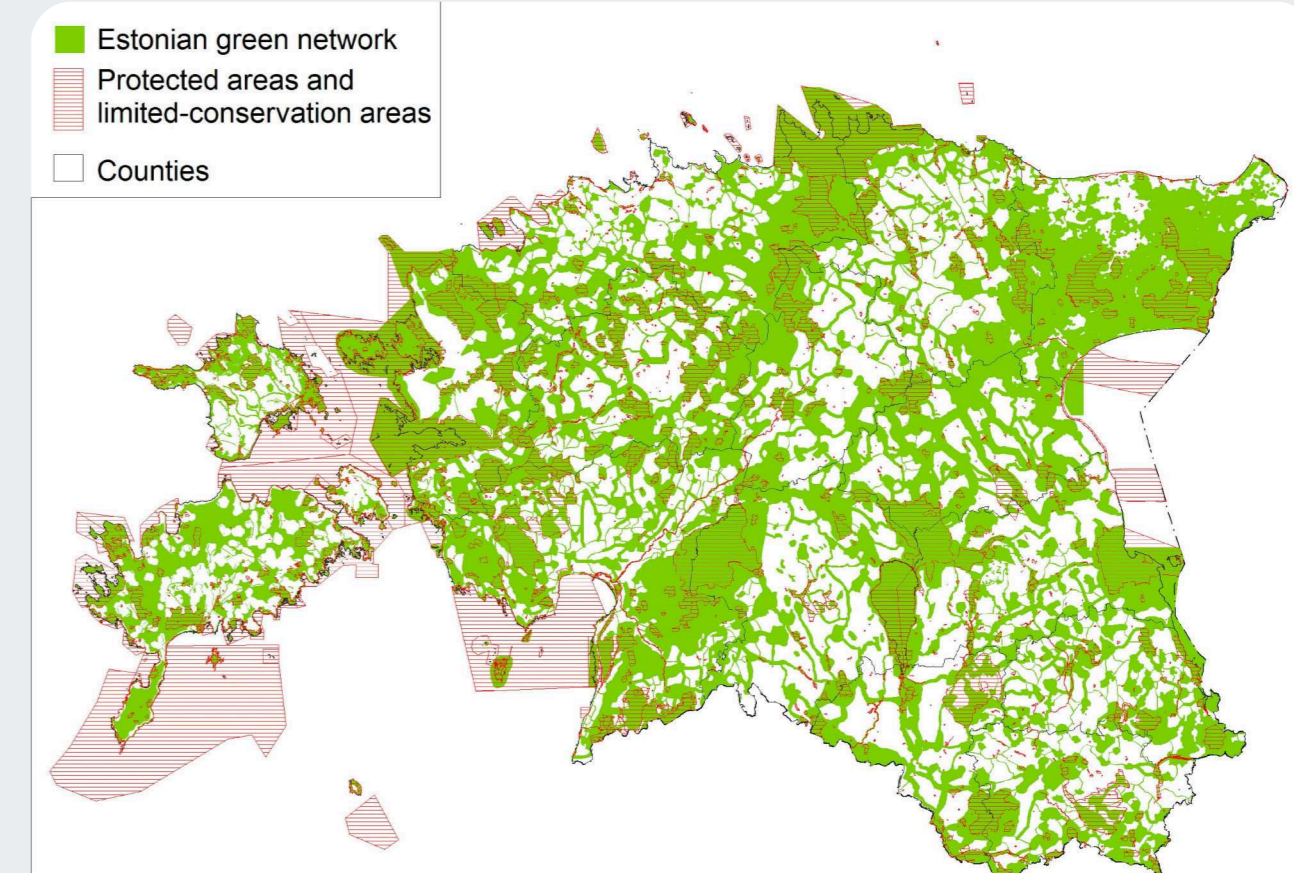 Estonian green network
Protected areas and
limited-conservation areas
Counties